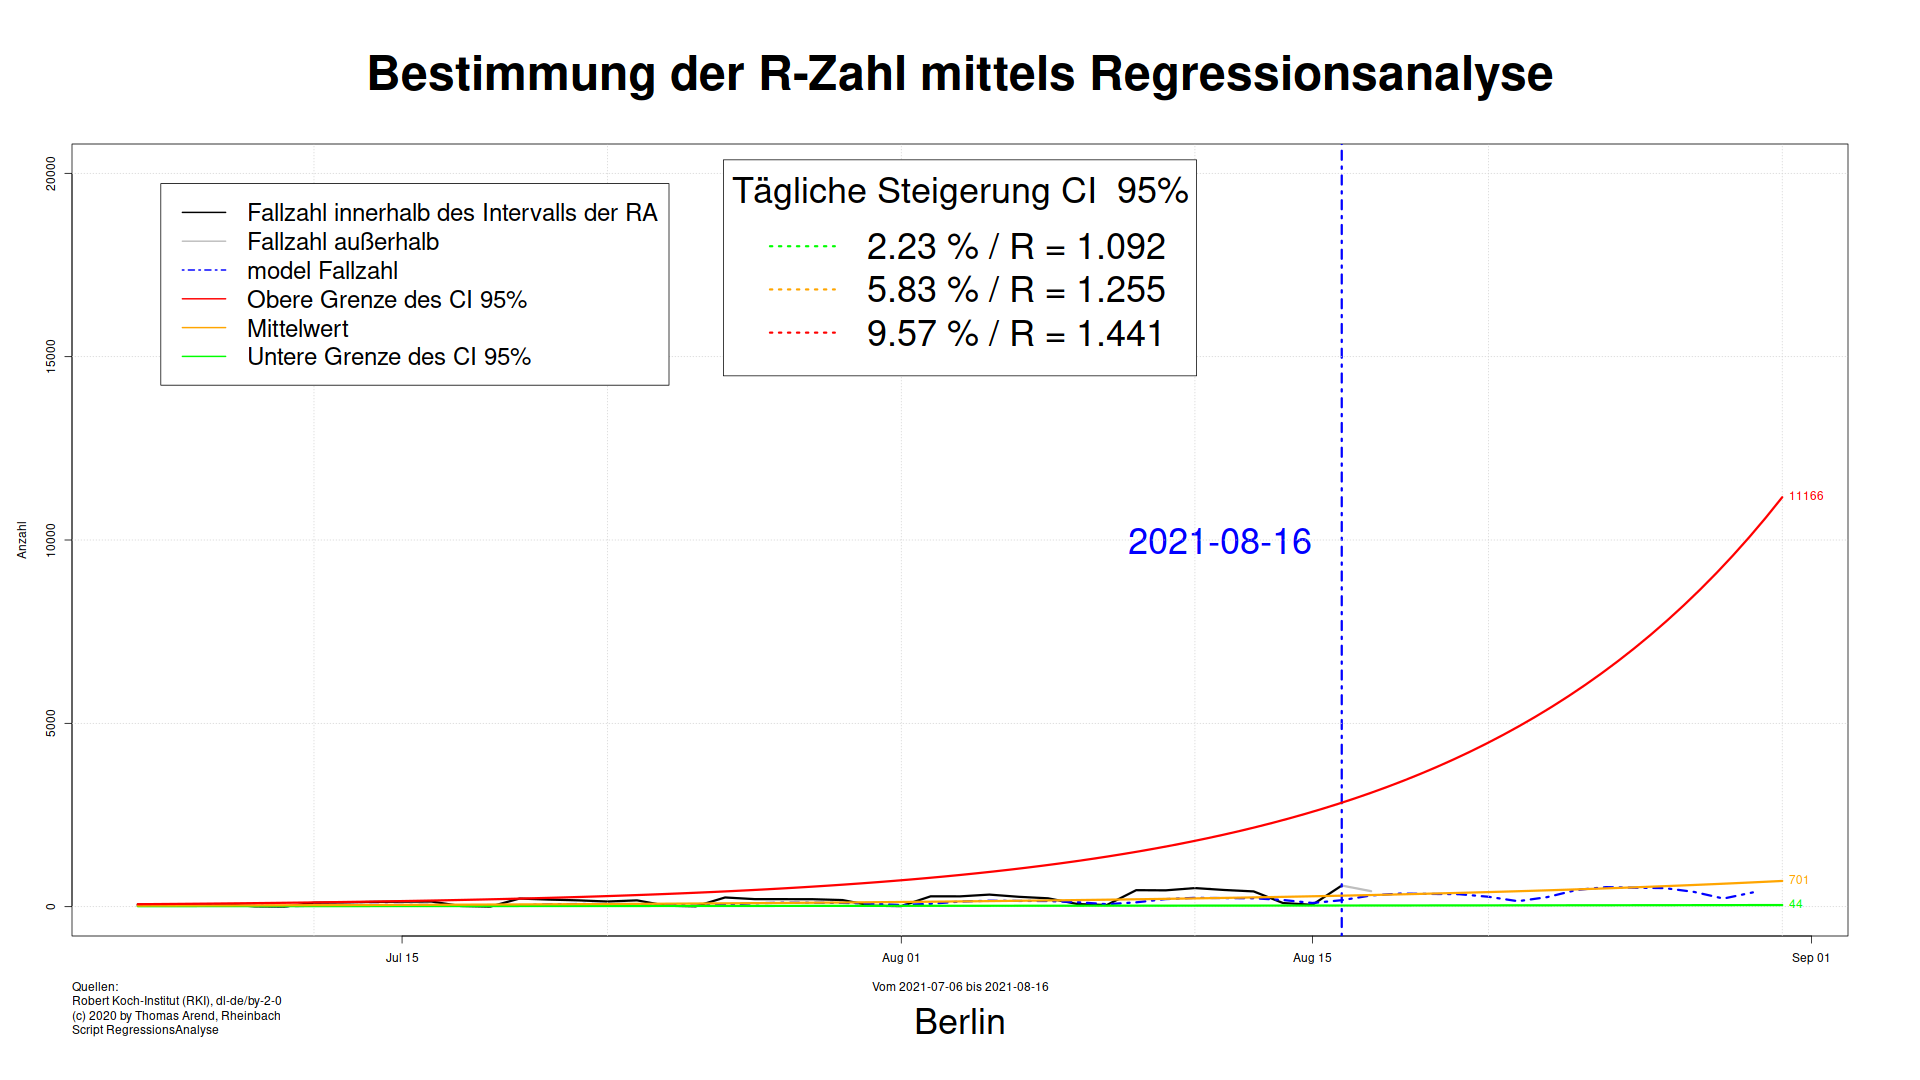 Bestimmung der R-Zahl mittels Regressionsanalyse
Fallzahl innerhalb des Intervalls der RA
Fallzahl außerhalb
model Fallzahl
Obere Grenze des CI 95%
Mittelwert
Untere Grenze des CI 95%
Tägliche Steigerung CI  95%
2.23 % / R = 1.092
5.83 % / R = 1.255
9.57 % / R = 1.441
20000
15000
10000
5000
0
Anzahl
2021-08-16
11166
701
44
Jul 15
Aug 01
Aug 15
Sep 01
Vom 2021-07-06 bis 2021-08-16
Berlin
Quellen:
Robert Koch-Institut (RKI), dl-de/by-2-0
(c) 2020 by Thomas Arend, Rheinbach
Script RegressionsAnalyse